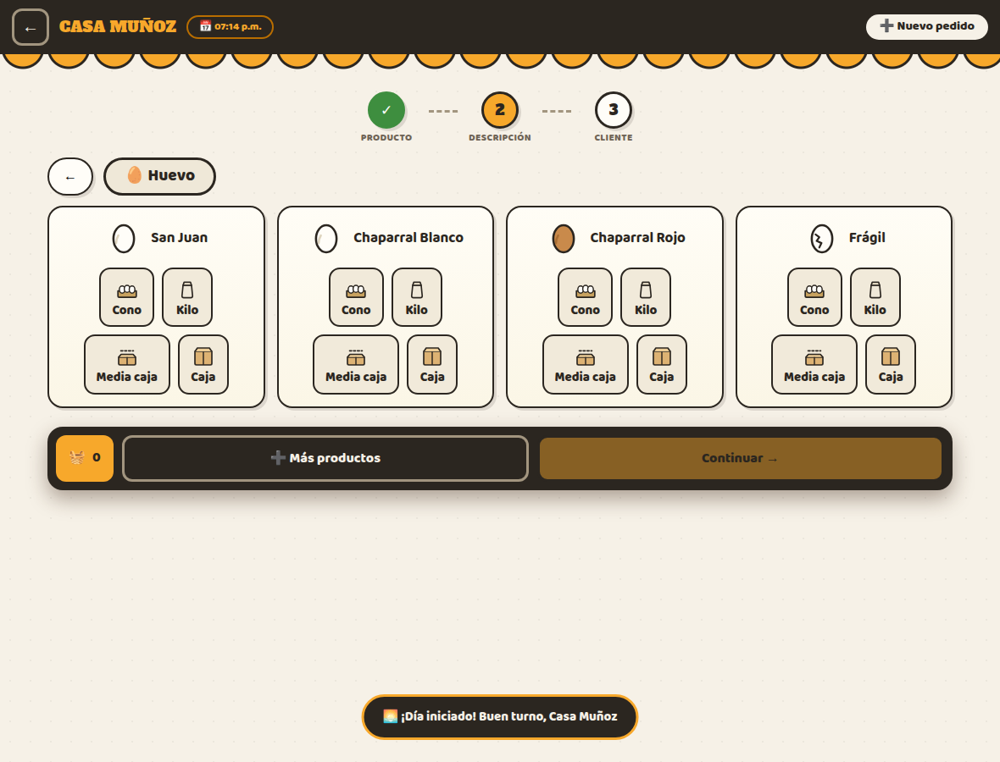 ←
CASA MUÑOZ
07:14 p.m.
Nuevo pedido
✓
2
3
PRODUCTO
DESCRIPCIÓN
CLIENTE
←
Huevo
San Juan
Cono
Kilo
Media caja
Caja
Chaparral Blanco
Cono
Kilo
Media caja
Caja
Chaparral Rojo
Cono
Kilo
Media caja
Caja
Frágil
Cono
Kilo
Media caja
Caja
0
Más productos
Continuar →
¡Día iniciado! Buen turno, Casa Muñoz